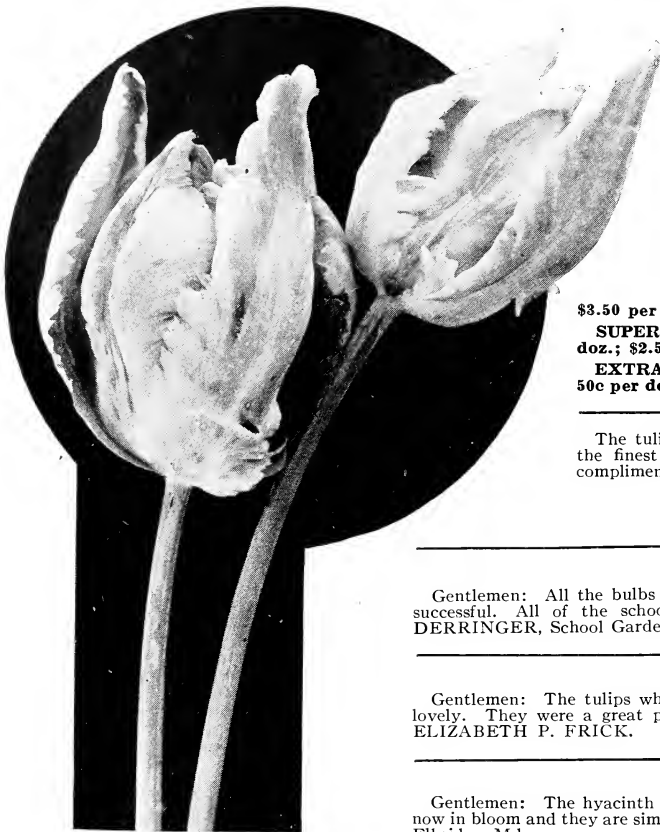 $3.50 per
SUPER
doz.; $2.5
EXTRA
50c per do
The tuli
the finest
complimen
Gentlemen: All the bulbs
successful. All of the schoo
DERRINGER, School Garde
Gentlemen: The tulips wh
lovely. They were a great p
ELIZABETH P. FRICK.
Gentlemen: The hyacinth
now in bloom and they are sim